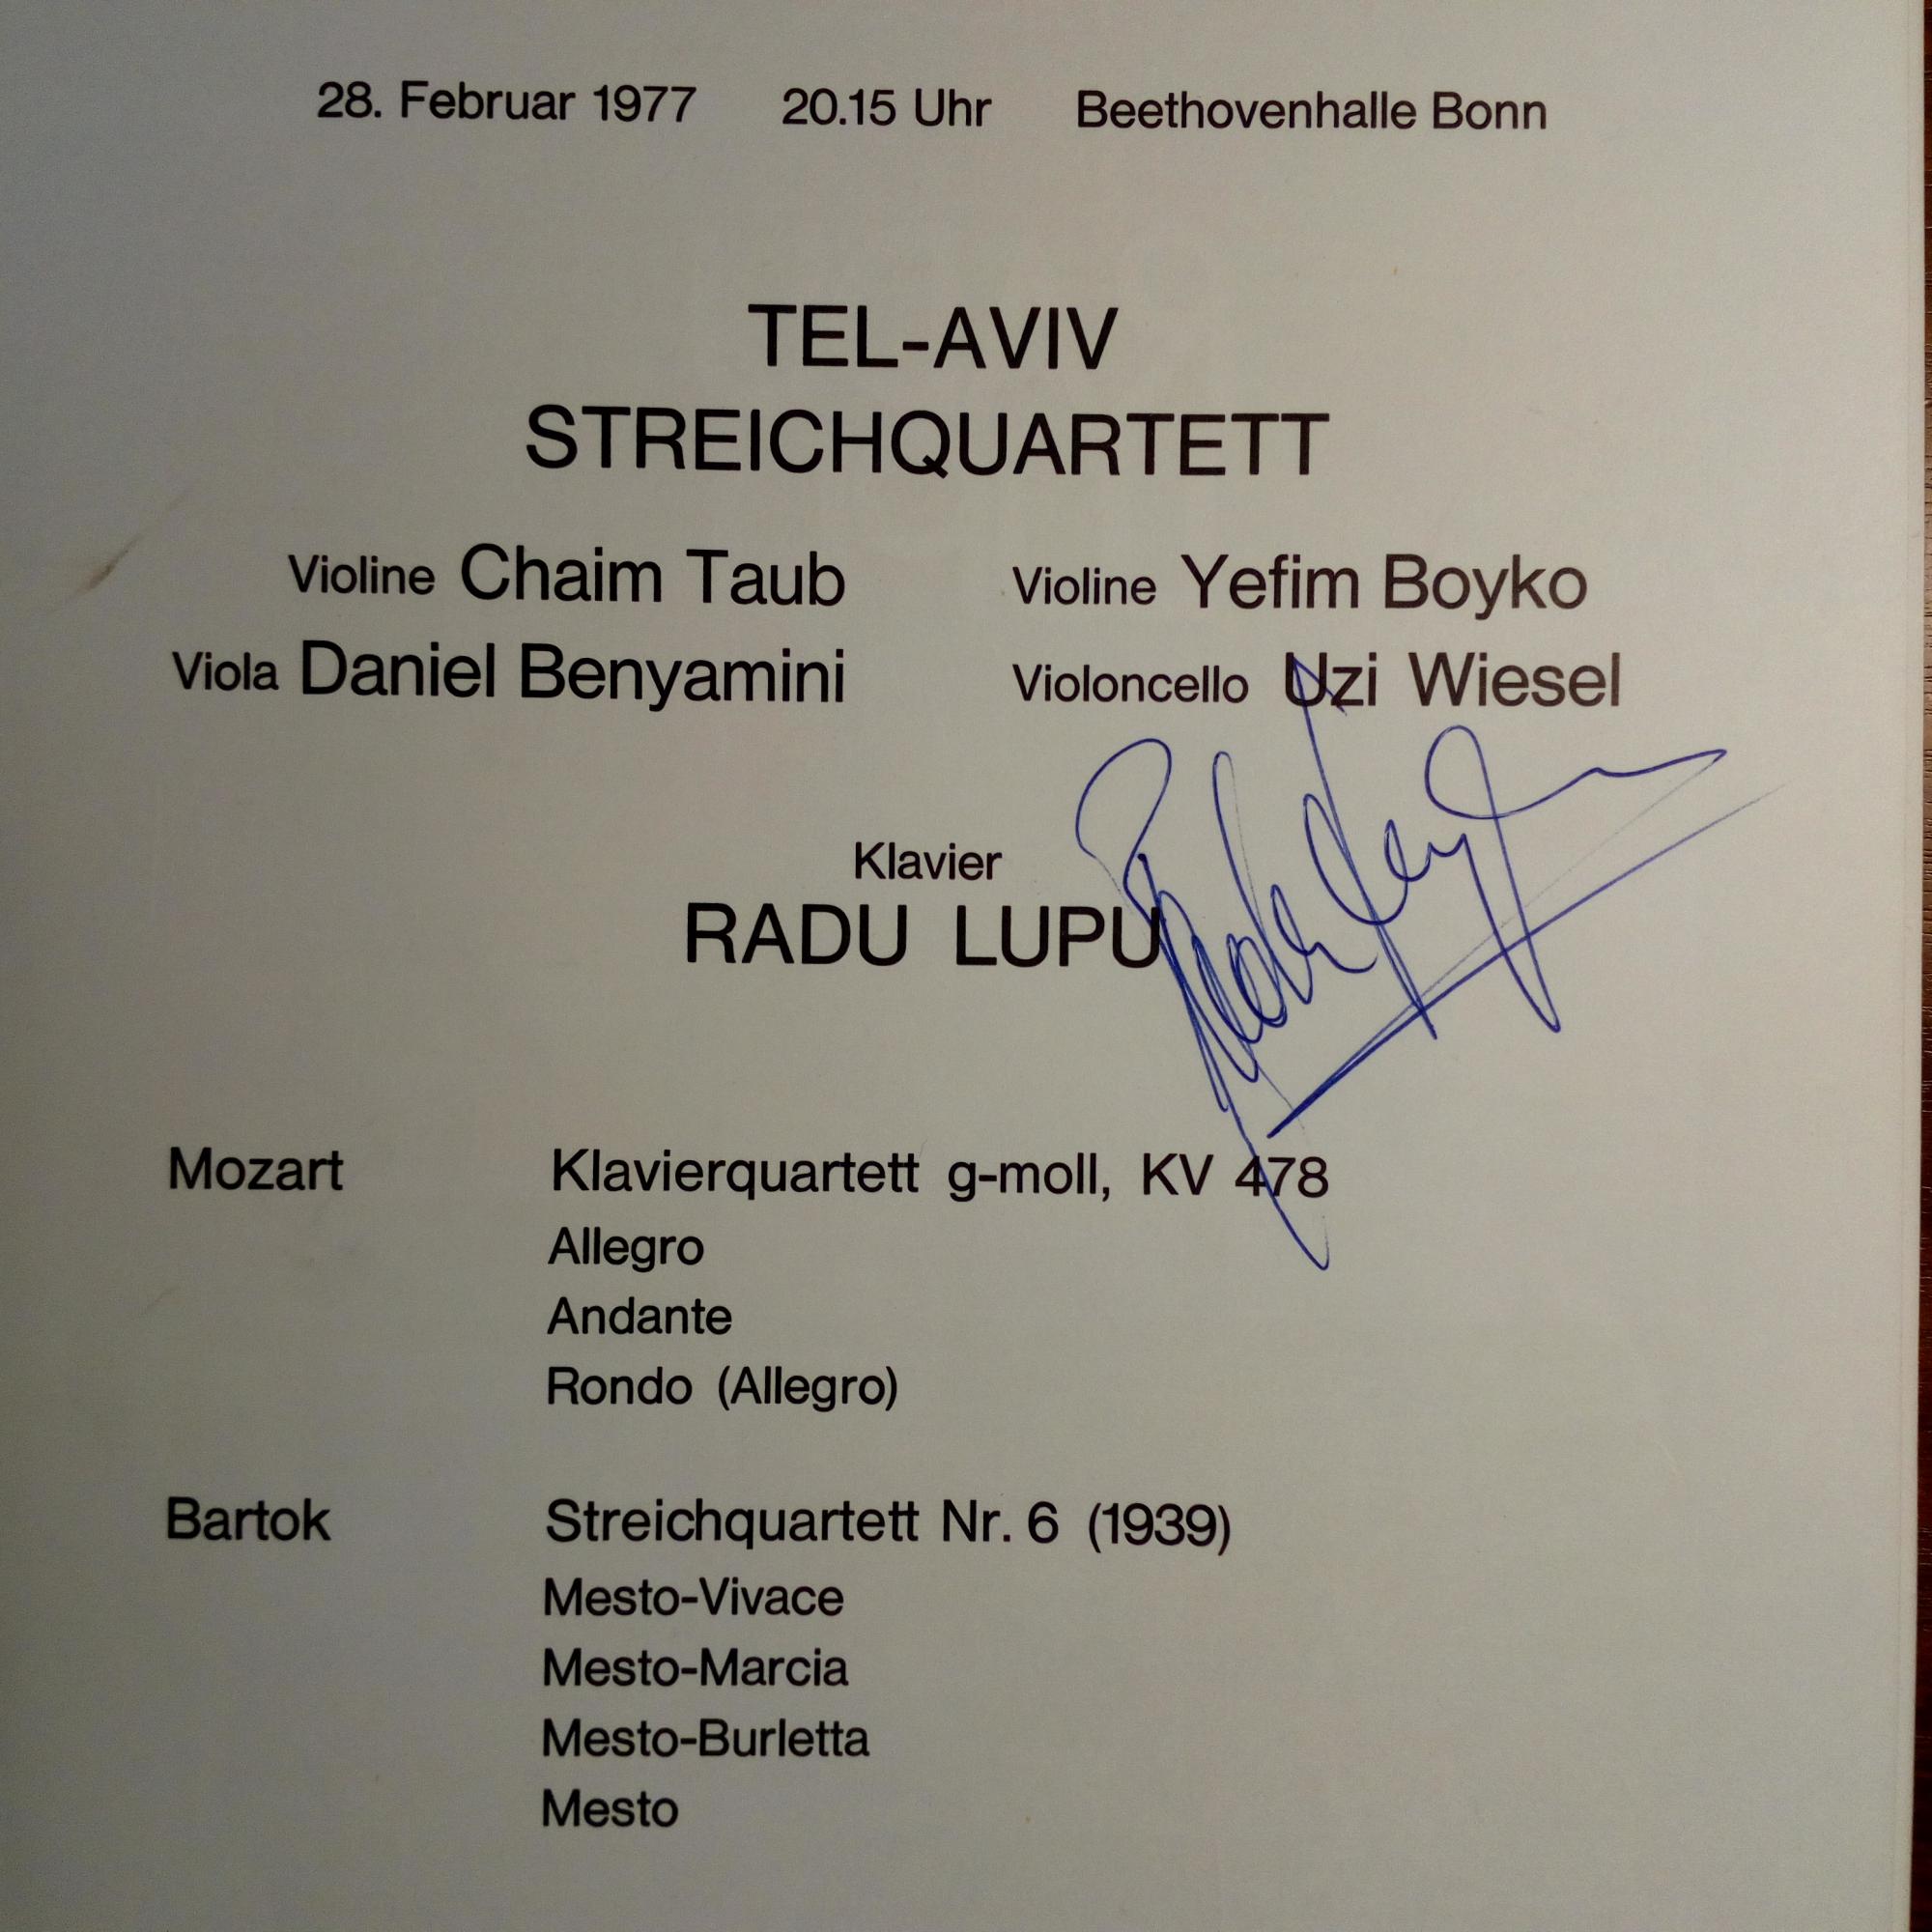 28. Februar 1977 20.15 Uhr Beethovenhalle Bonn
TEL-AVIV
STREICHQUARTETT
Violine Chaim Taub Violine Yefim Boyko
Viola Daniel Benyamini Violoncello Uzi Wiesel
Klavier
RADU LUPU
Mozart Klavierquartett g-moll, KV 478
Allegro
Andante
Rondo (Allegro)
Bartok Streichquartett Nr. 6 (1939)
Mesto-Vivace
Mesto-Marcia
Mesto-Burletta
Mesto